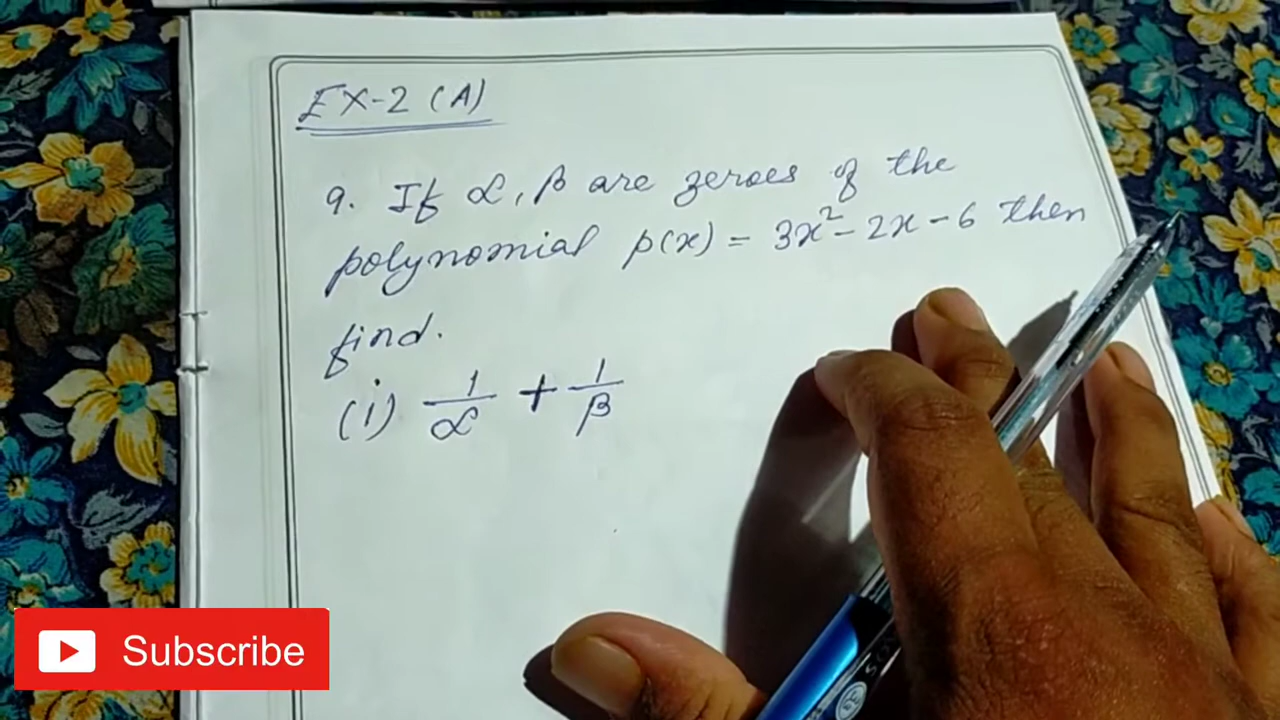 EX-2 (A)
9. If α, β are zeroes of the
polynomial p(x) = 3x² - 2x - 6 then
find.
(i) 1/α + 1/β
Subscribe